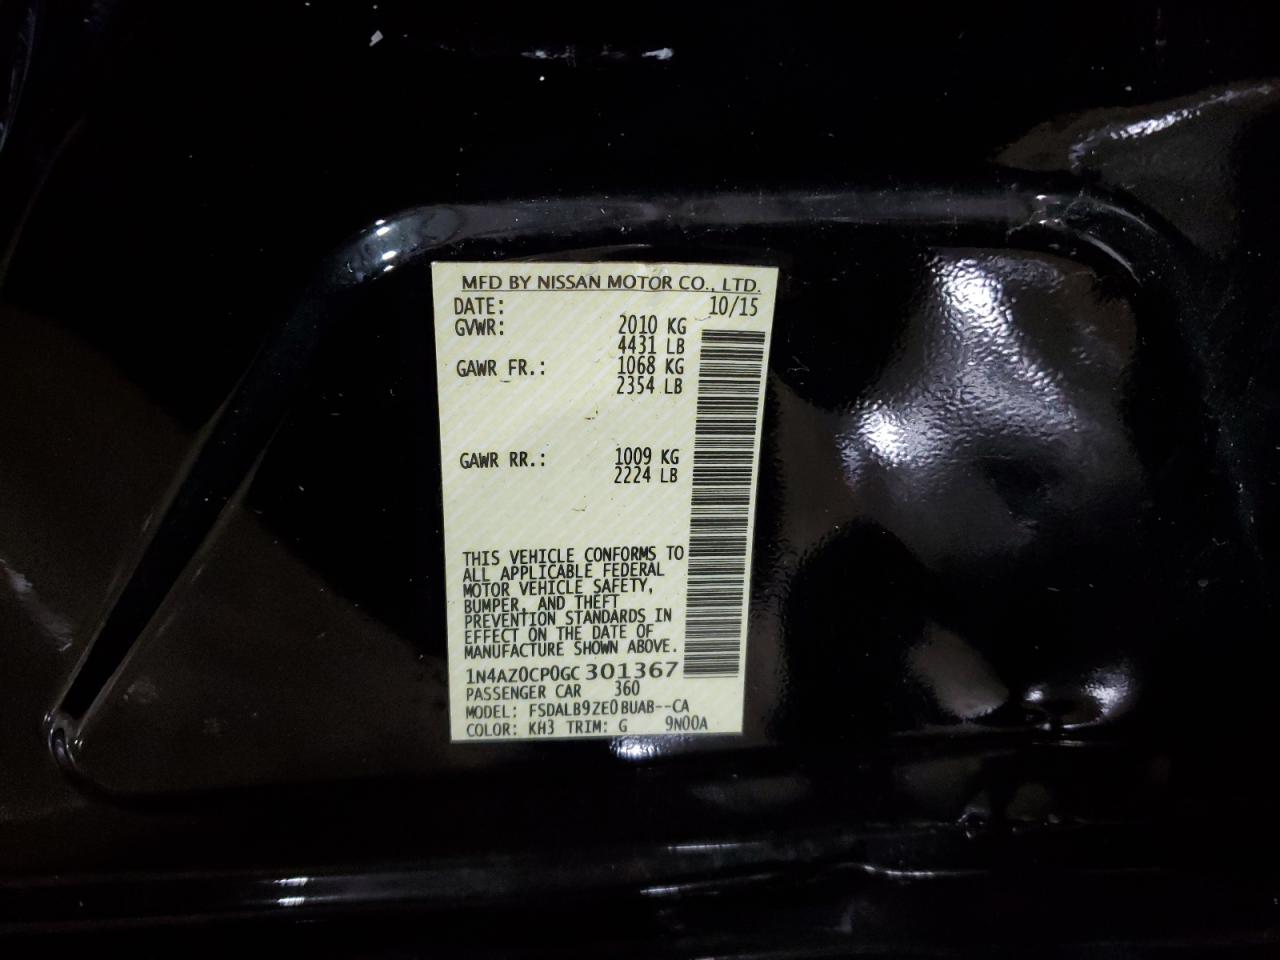 MFD BY NISSAN MOTOR CO., LTD.
DATE: 10/15
GVWR: 2010 KG
4431 LB
GAWR FR.: 1068 KG
2354 LB
GAWR RR.: 1009 KG
2224 LB
THIS VEHICLE CONFORMS TO
ALL APPLICABLE FEDERAL
MOTOR VEHICLE SAFETY,
BUMPER, AND THEFT
PREVENTION STANDARDS IN
EFFECT ON THE DATE OF
MANUFACTURE SHOWN ABOVE.
1N4AZ0CP0GC301367
PASSENGER CAR 360
MODEL: FSDALB9ZE0BUAB--CA
COLOR: KH3 TRIM: G 9N00A